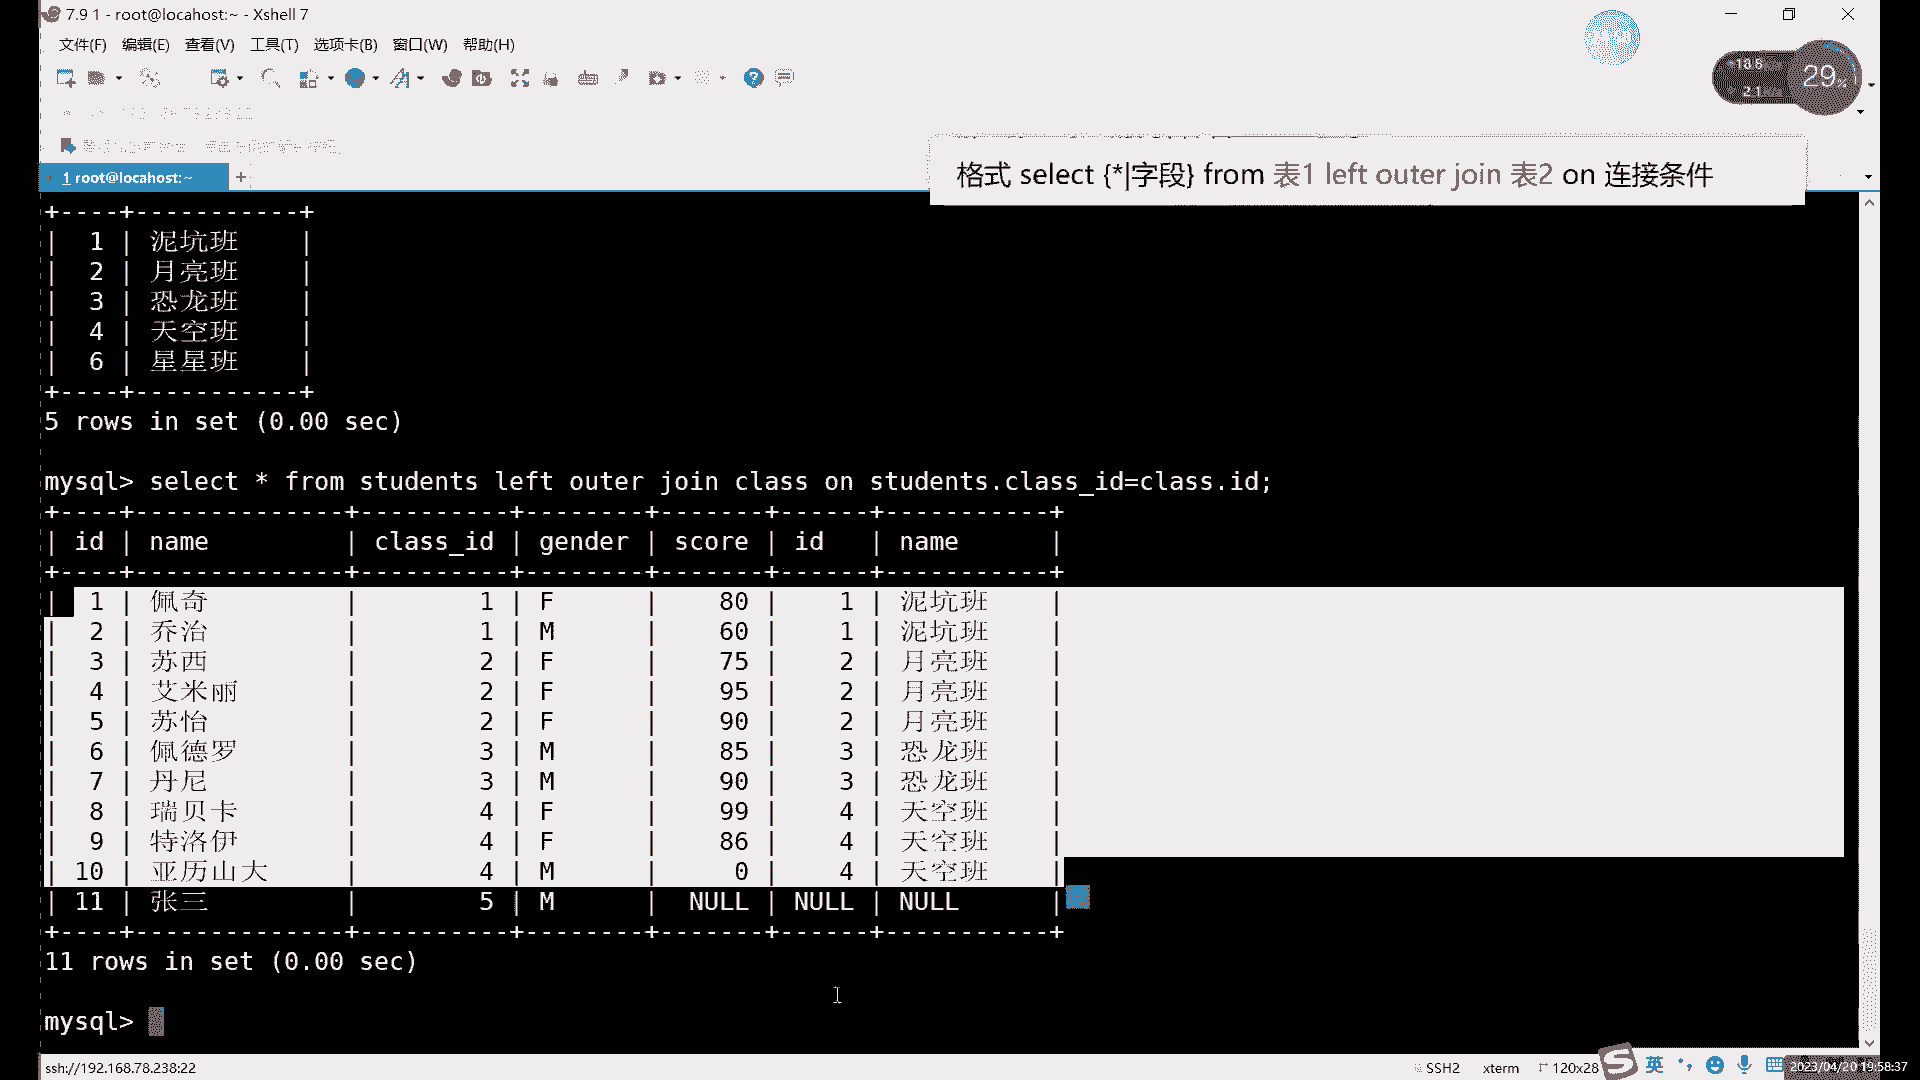 7.9 1 - root@locahost:~ - Xshell 7
文件(F) 编辑(E) 查看(V) 工具(T) 选项卡(B) 窗口(W) 帮助(H)
18.8
29%
2.1
1 root@locahost:~ +
格式 select {*|字段} from 表1 left outer join 表2 on 连接条件
+----+-----------+
|  1 | 泥坑班    |
|  2 | 月亮班    |
|  3 | 恐龙班    |
|  4 | 天空班    |
|  6 | 星星班    |
+----+-----------+
5 rows in set (0.00 sec)
mysql> select * from students left outer join class on students.class_id=class.id;
+----+--------------+----------+--------+-------+------+-----------+
| id | name         | class_id | gender | score | id   | name      |
+----+--------------+----------+--------+-------+------+-----------+
|  1 | 佩奇         |        1 | F      |    80 |    1 | 泥坑班    |
|  2 | 乔治         |        1 | M      |    60 |    1 | 泥坑班    |
|  3 | 苏西         |        2 | F      |    75 |    2 | 月亮班    |
|  4 | 艾米丽       |        2 | F      |    95 |    2 | 月亮班    |
|  5 | 苏怡         |        2 | F      |    90 |    2 | 月亮班    |
|  6 | 佩德罗       |        3 | M      |    85 |    3 | 恐龙班    |
|  7 | 丹尼         |        3 | M      |    90 |    3 | 恐龙班    |
|  8 | 瑞贝卡       |        4 | F      |    99 |    4 | 天空班    |
|  9 | 特洛伊       |        4 | F      |    86 |    4 | 天空班    |
| 10 | 亚历山大     |        4 | M      |     0 |    4 | 天空班    |
| 11 | 张三         |        5 | M      |  NULL | NULL | NULL      |
+----+--------------+----------+--------+-------+------+-----------+
11 rows in set (0.00 sec)
mysql>
ssh://192.168.78.238:22 SSH2 xterm 120x28 英 2023/04/20 19:58:37